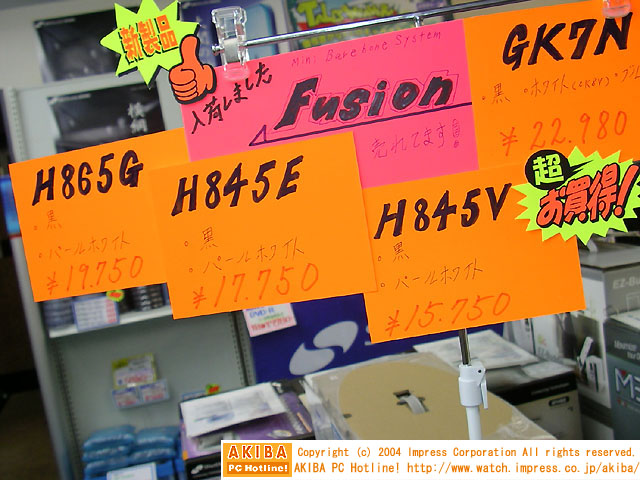 新製品
入荷しました
Mini Barebone System
Fusion
売れてます
GK7N
・黒 ・ホワイト
¥22.980
H865G
・黒
・パールホワイト
¥19.750
H845E
・黒
・パールホワイト
¥17.750
H845V
・黒
・パールホワイト
¥15.750
超
お買得!
AKIBA
PC Hotline!
Copyright (c) 2004 Impress Corporation All rights reserved.
AKIBA PC Hotline! http://www.watch.impress.co.jp/akiba/